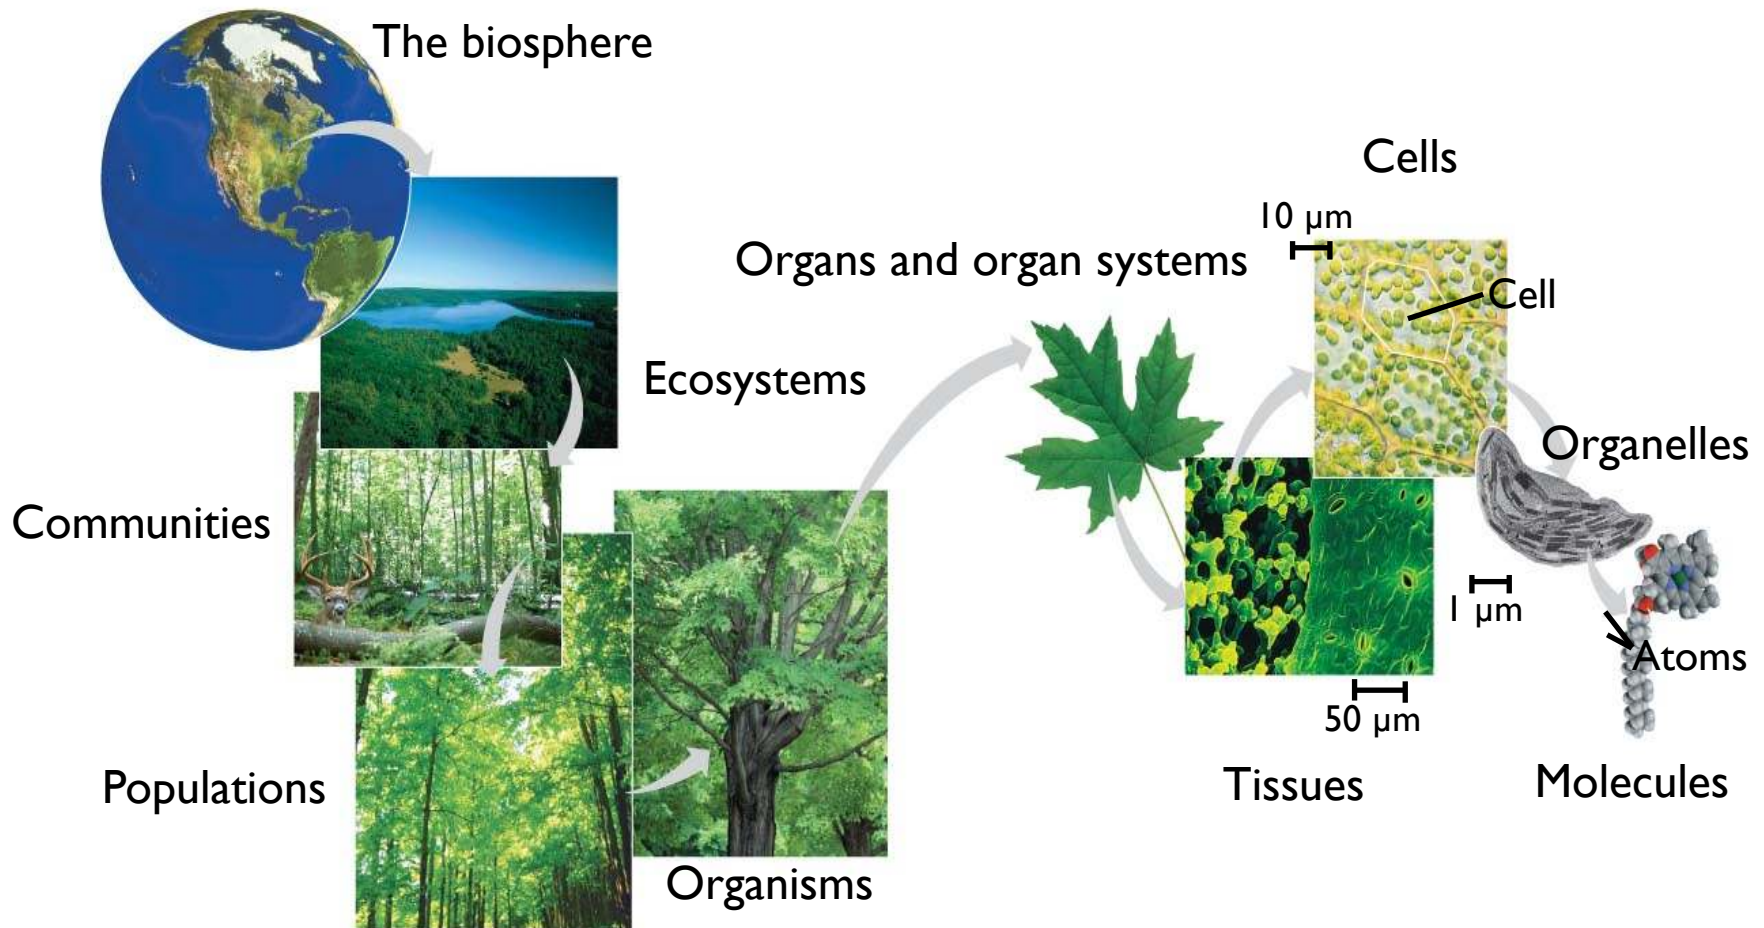 The biosphere
Ecosystems
Communities
Populations
Organisms
Organs and organ systems
Cells
10 µm
Cell
Organelles
1 µm
Atoms
50 µm
Tissues
Molecules